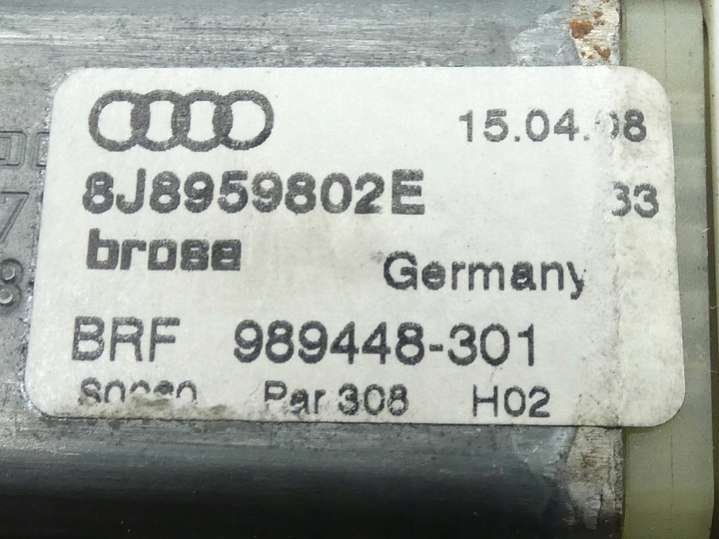 15.04.08
8J8959802E 33
brose Germany
BRF 989448-301
Par 308 H02